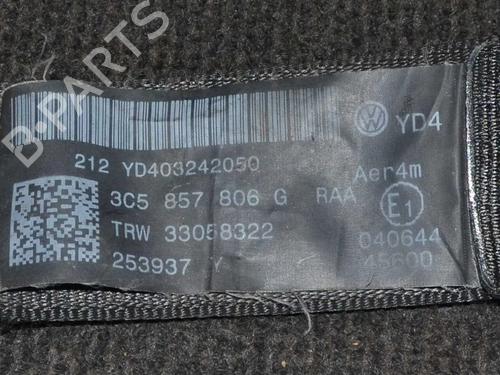 B-PARTS
YD4
212 YD403242050
Aer4m
3C5 857 806 G RAA
E1
TRW 33058322
040644
253937 Y
45600